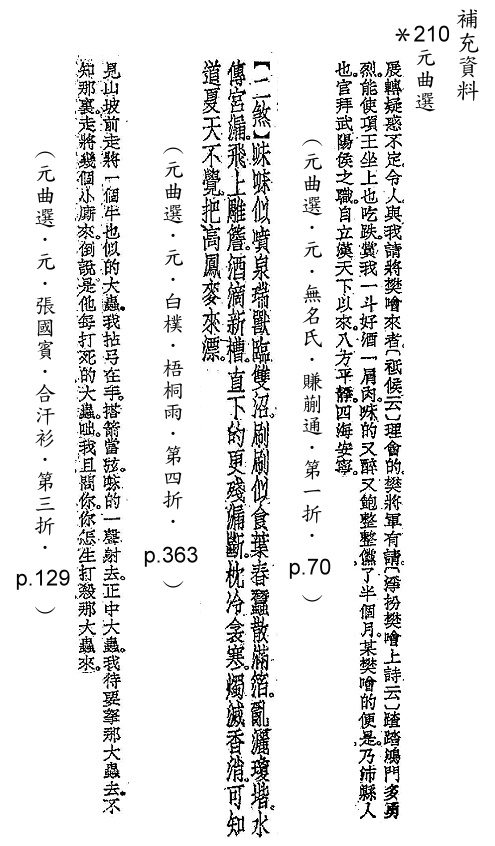 補充資料
＊210
元曲選
展轉疑惑不定。令人與我請將樊噲來者。〔祗候云〕理會的。樊將軍有請。〔淨扮樊噲上詩云〕蹅踏鴻門多勇
烈。能使項王坐上也吃跌。賞我一斗好酒一肩肉。𠲿的又醉又飽整整儾了半個月。某樊噲的便是。乃沛縣人
也。官拜武陽侯之職。自立漢天下以來。八方平靜。四海安寧。
（元曲選．元．無名氏．賺蒯通．第一折．p.70）
【二煞】𠲿𠲿似噴泉瑞獸臨雙沼。刷刷似食葉春蠶散滿箔。亂灑瓊堦。水
傳宮漏。飛上雕簷。酒滴新槽。直下的更殘漏斷。枕冷衾寒。燭滅香消。可知
道夏天不覺。把高鳳麥來漂。
（元曲選．元．白樸．梧桐雨．第四折．p.363）
見山坡前走將一個牛也似的大蟲。我拈弓在手。搭箭當弦。𠲿的一聲射去。正中大蟲。我待要拏那大蟲去。不
知那裏走將幾個小廝來。倒說是他每打死的大蟲。咄。我且問你。你怎生打殺那大蟲來。
（元曲選．元．張國賓．合汗衫．第三折．p.129）